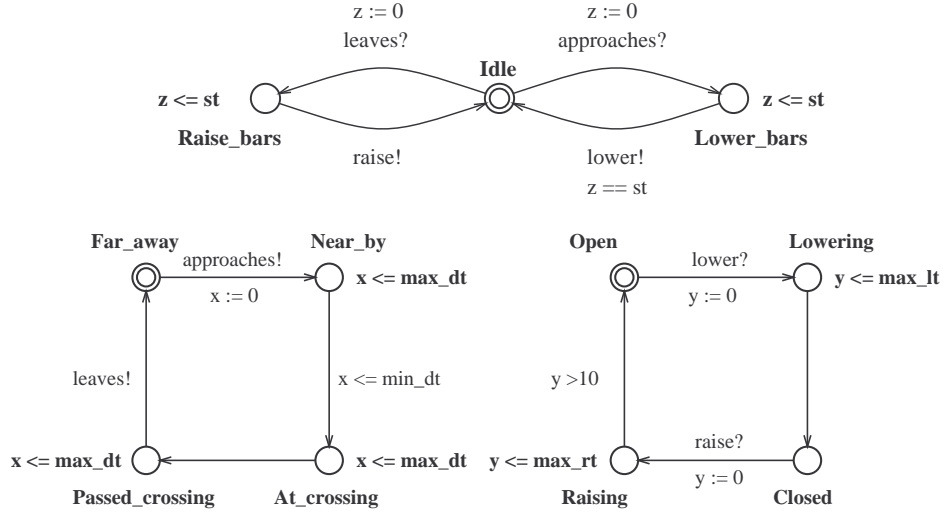 z := 0
leaves?
z := 0
approaches?
Idle
z <= st
z <= st
Raise_bars
Lower_bars
raise!
lower!
z == st
Far_away
Near_by
approaches!
x := 0
x <= max_dt
leaves!
x <= min_dt
x <= max_dt
x <= max_dt
Passed_crossing
At_crossing
Open
Lowering
lower?
y := 0
y <= max_lt
y >10
raise?
y := 0
y <= max_rt
Raising
Closed